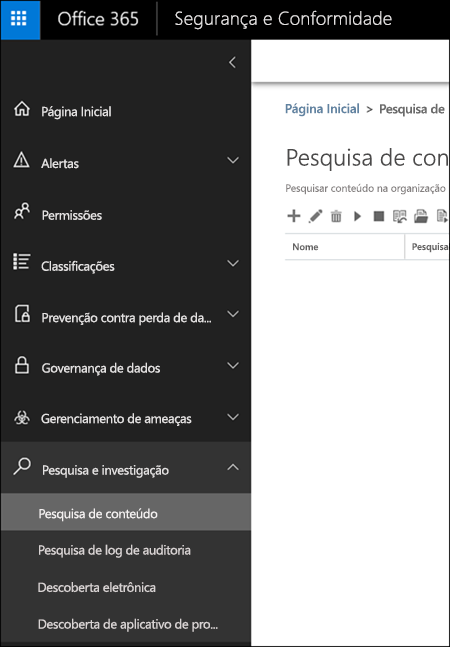 Office 365 Segurança e Conformidade
Página Inicial
Alertas
Permissões
Classificações
Prevenção contra perda de da...
Governança de dados
Gerenciamento de ameaças
Pesquisa e investigação
Pesquisa de conteúdo
Pesquisa de log de auditoria
Descoberta eletrônica
Descoberta de aplicativo de pro...
Página Inicial > Pesquisa de
Pesquisa de con
Pesquisar conteúdo na organização
Nome Pesquisa